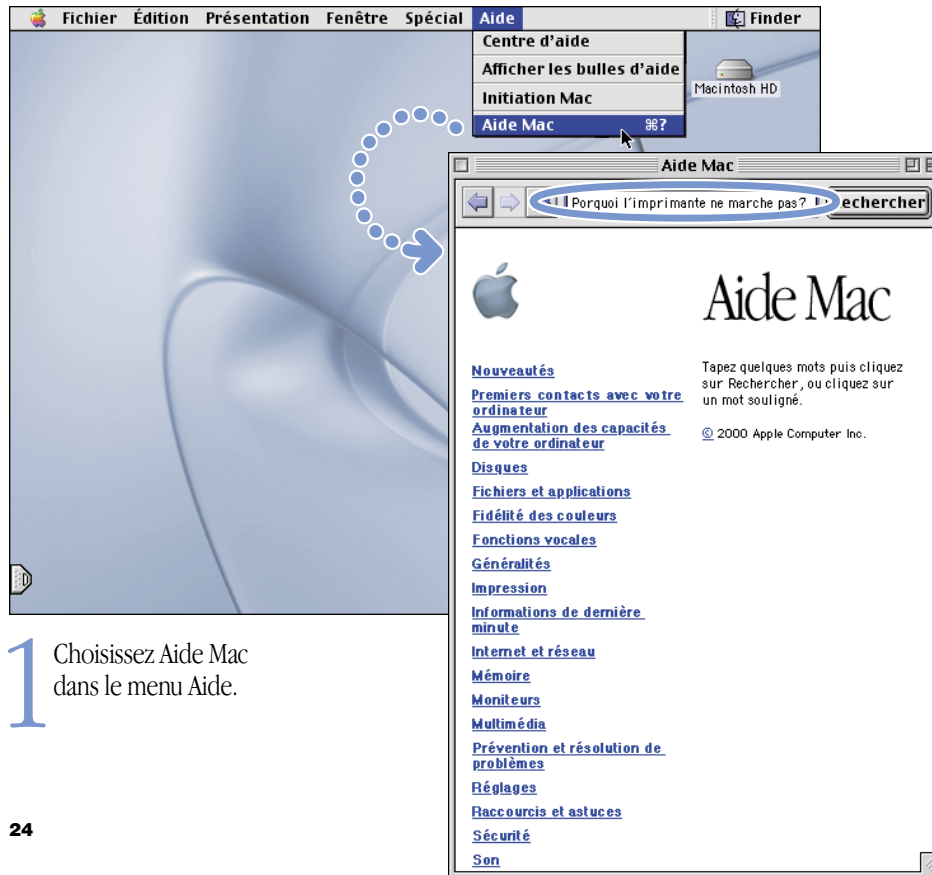 Fichier Édition Présentation Fenêtre Spécial Aide Finder
Centre d'aide
Afficher les bulles d'aide
Initiation Mac
Aide Mac ⌘?
Macintosh HD
Aide Mac
Porquoi l'imprimante ne marche pas? echercher
Aide Mac
Tapez quelques mots puis cliquez
sur Rechercher, ou cliquez sur
un mot souligné.
© 2000 Apple Computer Inc.
Nouveautés
Premiers contacts avec votre
ordinateur
Augmentation des capacités
de votre ordinateur
Disques
Fichiers et applications
Fidélité des couleurs
Fonctions vocales
Généralités
Impression
Informations de dernière
minute
Internet et réseau
Mémoire
Moniteurs
Multimédia
Prévention et résolution de
problèmes
Réglages
Raccourcis et astuces
Sécurité
Son
1 Choisissez Aide Mac
dans le menu Aide.
24